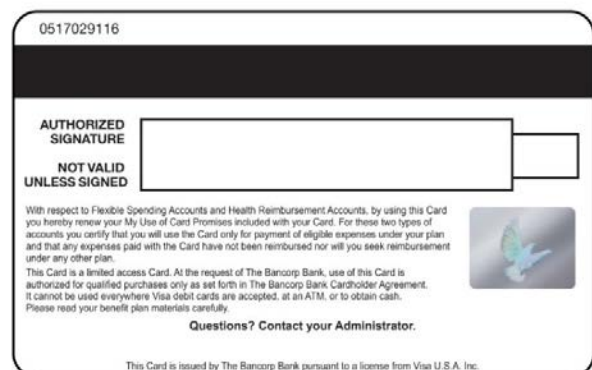 0517029116
AUTHORIZED
SIGNATURE
NOT VALID
UNLESS SIGNED
With respect to Flexible Spending Accounts and Health Reimbursement Accounts, by using this Card
you hereby renew your My Use of Card Promises included with your Card. For these two types of
accounts you certify that you will use the Card only for payment of eligible expenses under your plan
and that any expenses paid with the Card have not been reimbursed nor will you seek reimbursement
under any other plan.
This Card is a limited access Card. At the request of The Bancorp Bank, use of this Card is
authorized for qualified purchases only as set forth in The Bancorp Bank Cardholder Agreement.
It cannot be used everywhere Visa debit cards are accepted, at an ATM, or to obtain cash.
Please read your benefit plan materials carefully.
Questions? Contact your Administrator.
This Card is issued by The Bancorp Bank pursuant to a license from Visa U.S.A. Inc.